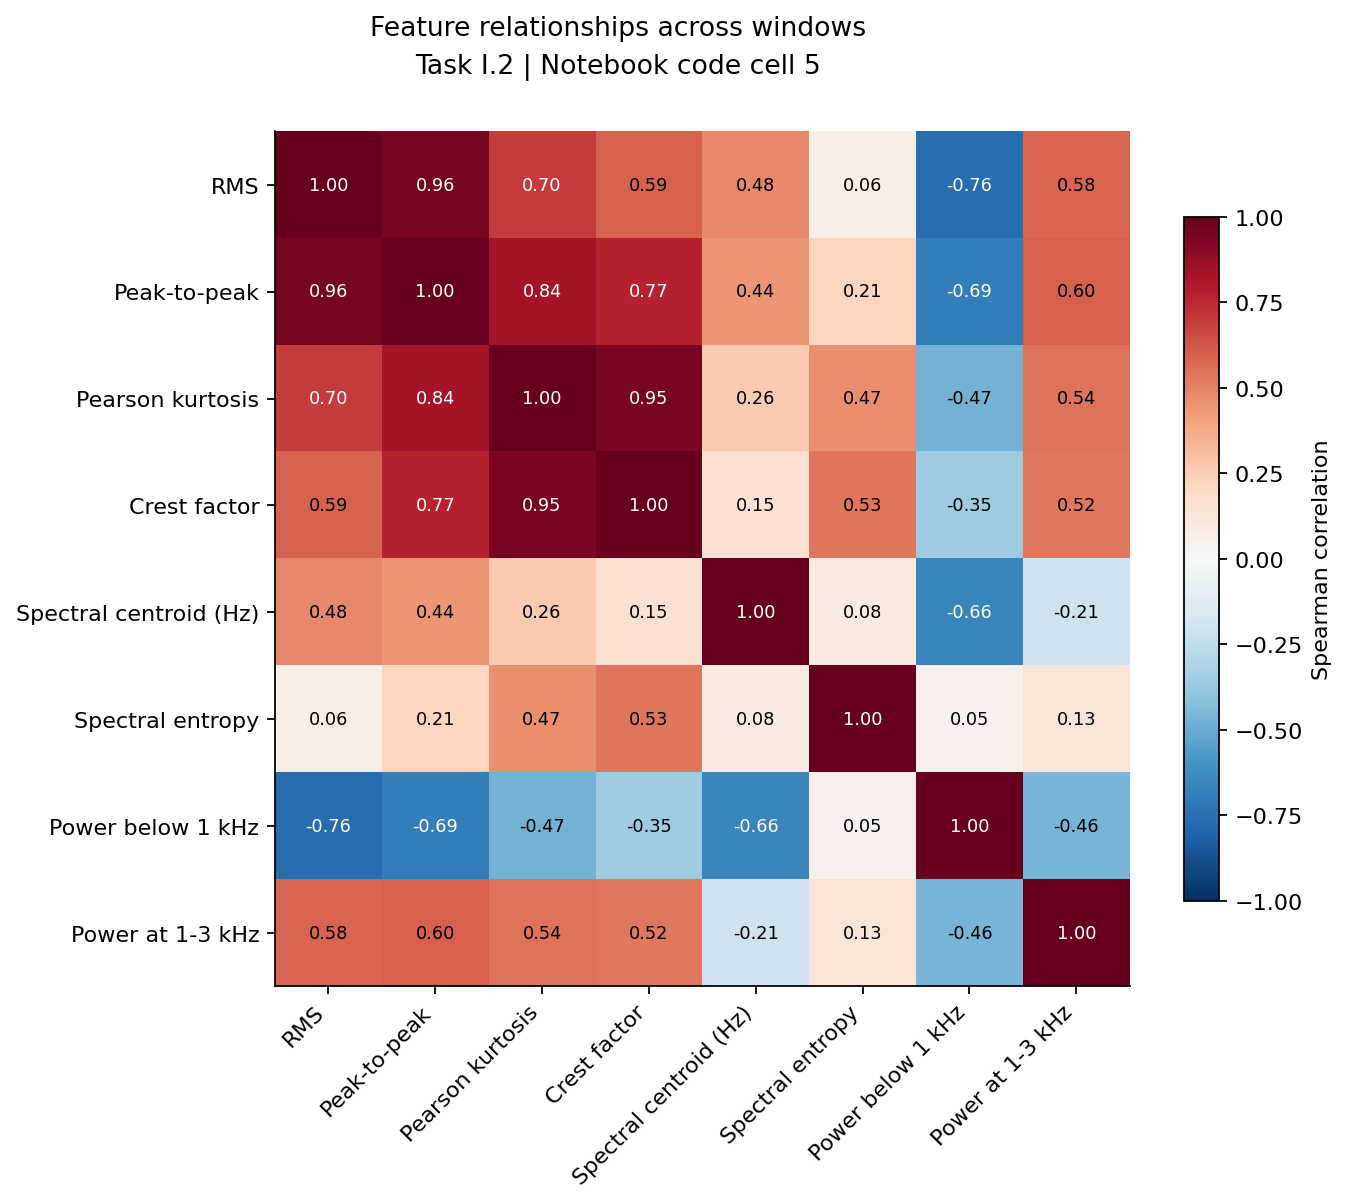 Feature relationships across windows
Task I.2 | Notebook code cell 5
RMS 1.00 0.96 0.70 0.59 0.48 0.06 -0.76 0.58
Peak-to-peak 0.96 1.00 0.84 0.77 0.44 0.21 -0.69 0.60
Pearson kurtosis 0.70 0.84 1.00 0.95 0.26 0.47 -0.47 0.54
Crest factor 0.59 0.77 0.95 1.00 0.15 0.53 -0.35 0.52
Spectral centroid (Hz) 0.48 0.44 0.26 0.15 1.00 0.08 -0.66 -0.21
Spectral entropy 0.06 0.21 0.47 0.53 0.08 1.00 0.05 0.13
Power below 1 kHz -0.76 -0.69 -0.47 -0.35 -0.66 0.05 1.00 -0.46
Power at 1-3 kHz 0.58 0.60 0.54 0.52 -0.21 0.13 -0.46 1.00
RMS
Peak-to-peak
Pearson kurtosis
Crest factor
Spectral centroid (Hz)
Spectral entropy
Power below 1 kHz
Power at 1-3 kHz
1.00
0.75
0.50
0.25
0.00
−0.25
−0.50
−0.75
−1.00
Spearman correlation